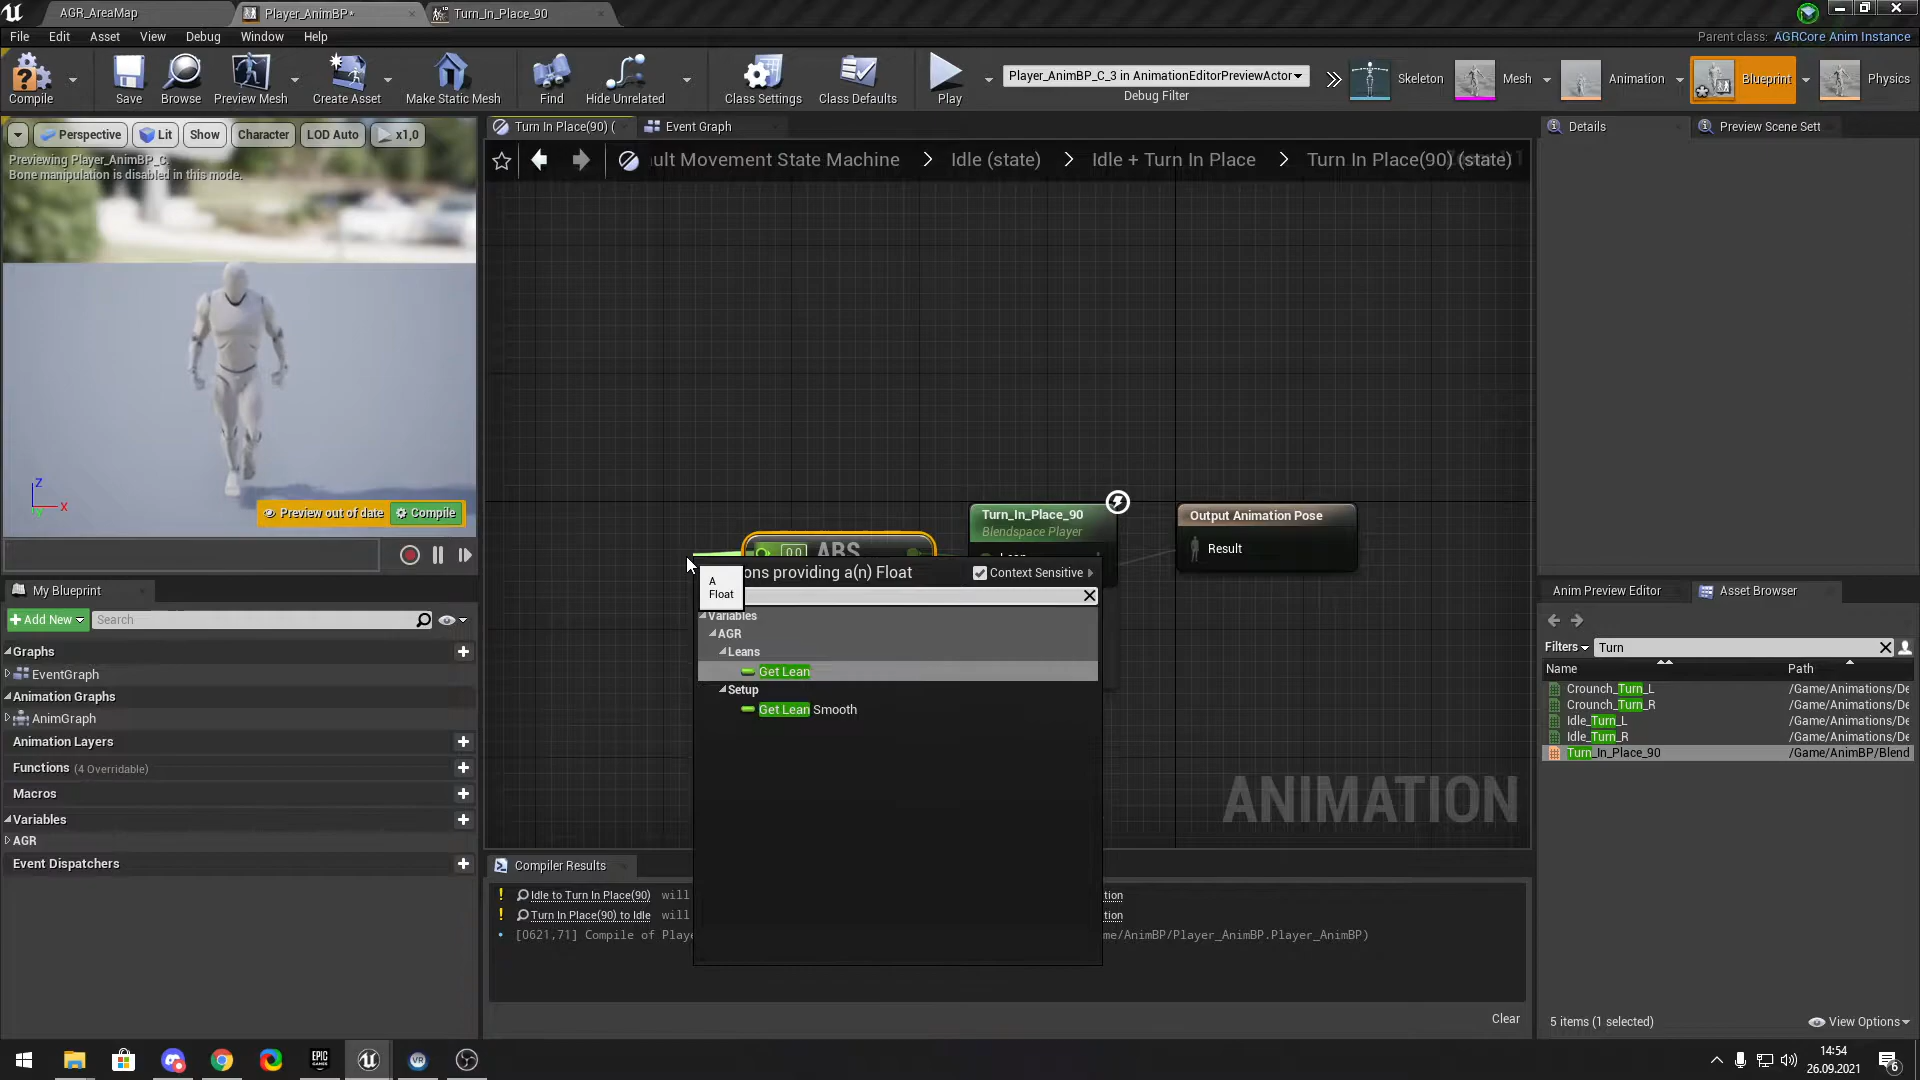 AGR_AreaMap
Player_AnimBP*
Turn_In_Place_90
File Edit Asset View Debug Window Help
Parent class: AGRCore Anim Instance
Compile
Save
Browse
Preview Mesh
Create Asset
Make Static Mesh
Find
Hide Unrelated
Class Settings
Class Defaults
Play
Player_AnimBP_C_3 in AnimationEditorPreviewActor
Debug Filter
Skeleton
Mesh
Animation
Blueprint
Physics
Perspective
Lit
Show
Character
LOD Auto
x1,0
Previewing Player_AnimBP_C.
Bone manipulation is disabled in this mode.
Z
X
Preview out of date
Compile
Turn In Place(90) (
Event Graph
ult Movement State Machine > Idle (state) > Idle + Turn In Place > Turn In Place(90) (state)
0.0
ABS
Turn_In_Place_90
Blendspace Player
Output Animation Pose
Result
ons providing a(n) Float
Context Sensitive
A
Float
Variables
AGR
Leans
Get Lean
Setup
Get Lean Smooth
ANIMATION
My Blueprint
Add New
Search
Graphs
EventGraph
Animation Graphs
AnimGraph
Animation Layers
Functions (4 Overridable)
Macros
Variables
AGR
Event Dispatchers
Compiler Results
! Idle to Turn In Place(90) will
tion
! Turn In Place(90) to Idle will
tion
[0621,71] Compile of Playe
me/AnimBP/Player_AnimBP.Player_AnimBP)
Clear
Details
Preview Scene Sett
Anim Preview Editor
Asset Browser
Filters
Turn
Name
Path
Crounch_Turn_L /Game/Animations/De
Crounch_Turn_R /Game/Animations/De
Idle_Turn_L /Game/Animations/De
Idle_Turn_R /Game/Animations/De
Turn_In_Place_90 /Game/AnimBP/Blend
5 items (1 selected)
View Options
EPIC
GAMES
14:54
26.09.2021
6